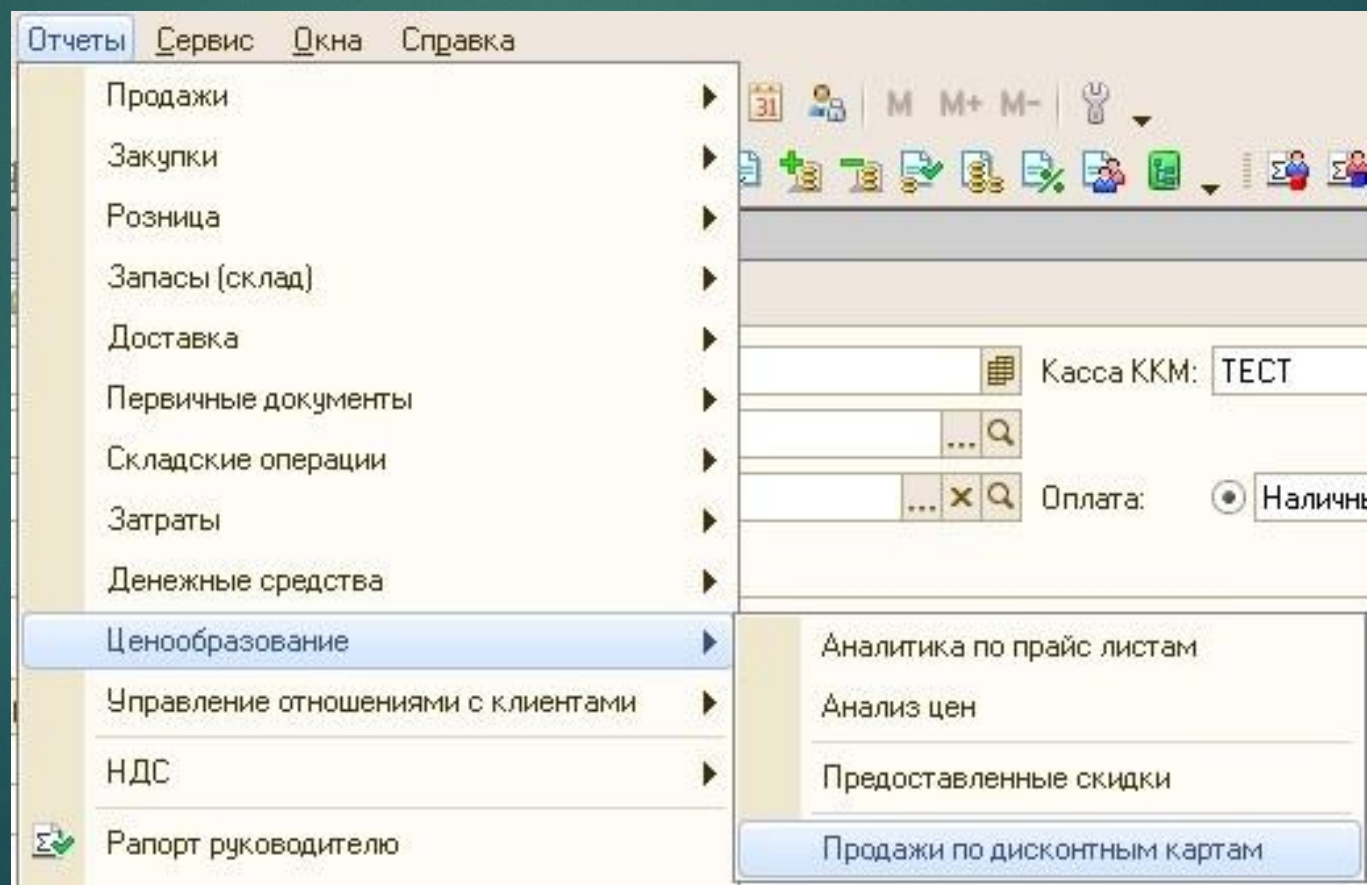 Отчеты Сервис Окна Справка
Продажи
31 M M+ M-
Закупки
Розница
Запасы (склад)
Доставка
Касса ККМ: ТЕСТ
Первичные документы
Складские операции
Оплата:
Затраты
Денежные средства
Ценообразование
Аналитика по прайс листам
Управление отношениями с клиентами
Анализ цен
НДС
Предоставленные скидки
Рапорт руководителю
Продажи по дисконтным картам